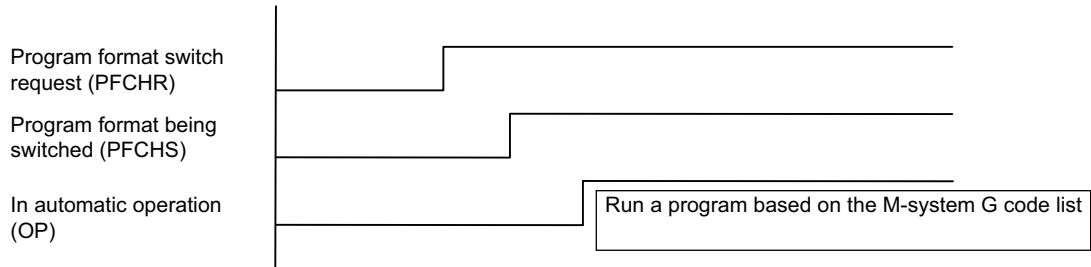 Program format switch
request (PFCHR)
Program format being
switched (PFCHS)
In automatic operation
(OP)
Run a program based on the M-system G code list